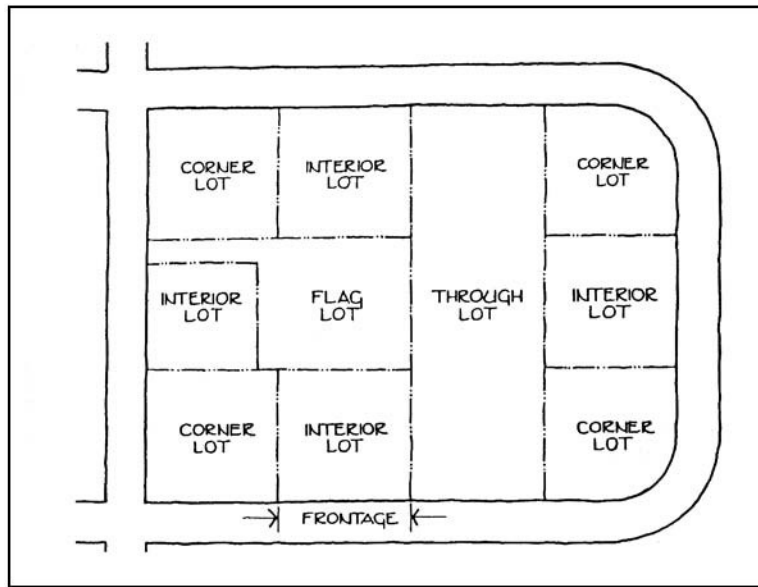 CORNER
LOT
INTERIOR
LOT
CORNER
LOT
INTERIOR
LOT
FLAG
LOT
THROUGH
LOT
INTERIOR
LOT
CORNER
LOT
INTERIOR
LOT
CORNER
LOT
FRONTAGE